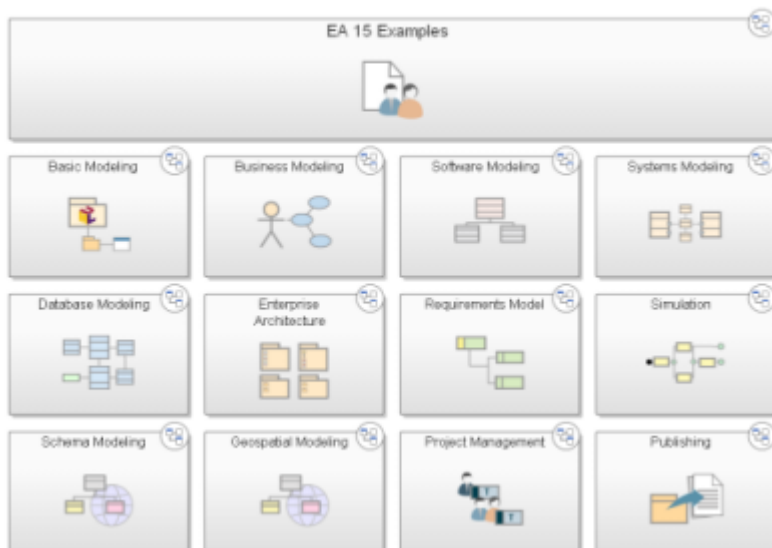 EA 15 Examples
Basic Modeling
Business Modeling
Software Modeling
Systems Modeling
Database Modeling
Enterprise
Architecture
Requirements Model
Simulation
Schema Modeling
Geospatial Modeling
Project Management
Publishing